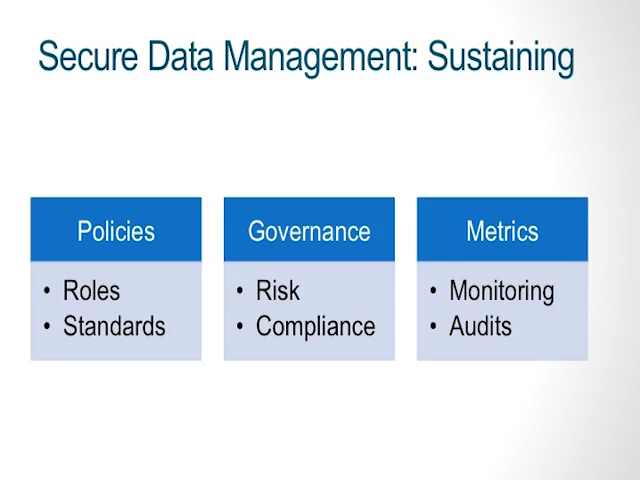 Secure Data Management: Sustaining
Policies
• Roles
• Standards
Governance
• Risk
• Compliance
Metrics
• Monitoring
• Audits